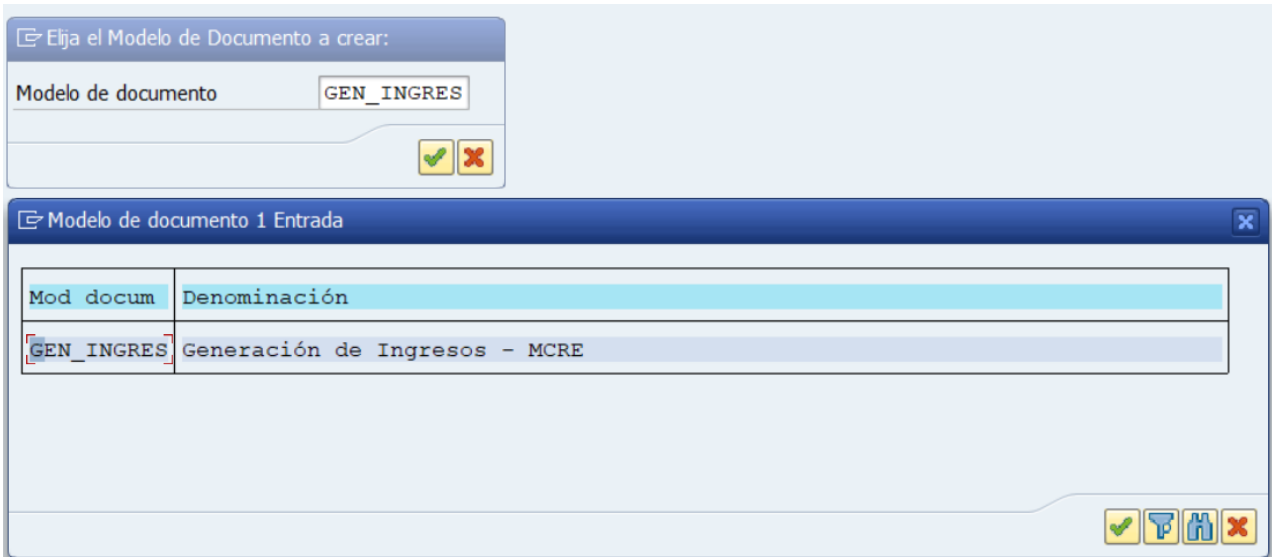 Elija el Modelo de Documento a crear:
Modelo de documento GEN_INGRES
Modelo de documento 1 Entrada
Mod docum Denominación
GEN_INGRES Generación de Ingresos - MCRE